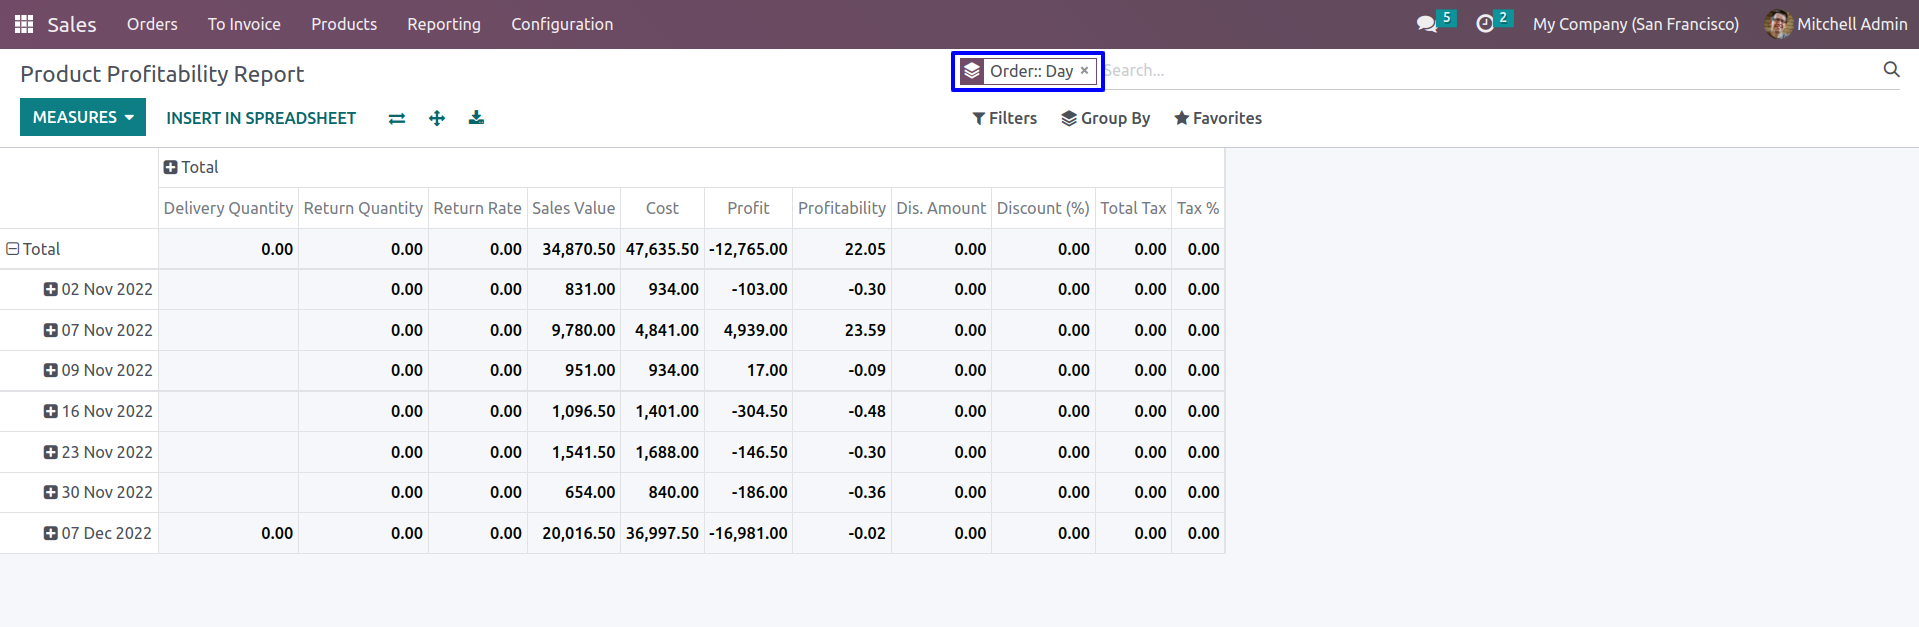 Sales Orders To Invoice Products Reporting Configuration 5 2 My Company (San Francisco) Mitchell Admin
Product Profitability Report Order:: Day × Search...
MEASURES INSERT IN SPREADSHEET Filters Group By Favorites
Total
Delivery Quantity Return Quantity Return Rate Sales Value Cost Profit Profitability Dis. Amount Discount (%) Total Tax Tax %
Total 0.00 0.00 0.00 34,870.50 47,635.50 -12,765.00 22.05 0.00 0.00 0.00 0.00
02 Nov 2022 0.00 0.00 831.00 934.00 -103.00 -0.30 0.00 0.00 0.00 0.00
07 Nov 2022 0.00 0.00 9,780.00 4,841.00 4,939.00 23.59 0.00 0.00 0.00 0.00
09 Nov 2022 0.00 0.00 951.00 934.00 17.00 -0.09 0.00 0.00 0.00 0.00
16 Nov 2022 0.00 0.00 1,096.50 1,401.00 -304.50 -0.48 0.00 0.00 0.00 0.00
23 Nov 2022 0.00 0.00 1,541.50 1,688.00 -146.50 -0.30 0.00 0.00 0.00 0.00
30 Nov 2022 0.00 0.00 654.00 840.00 -186.00 -0.36 0.00 0.00 0.00 0.00
07 Dec 2022 0.00 0.00 0.00 20,016.50 36,997.50 -16,981.00 -0.02 0.00 0.00 0.00 0.00